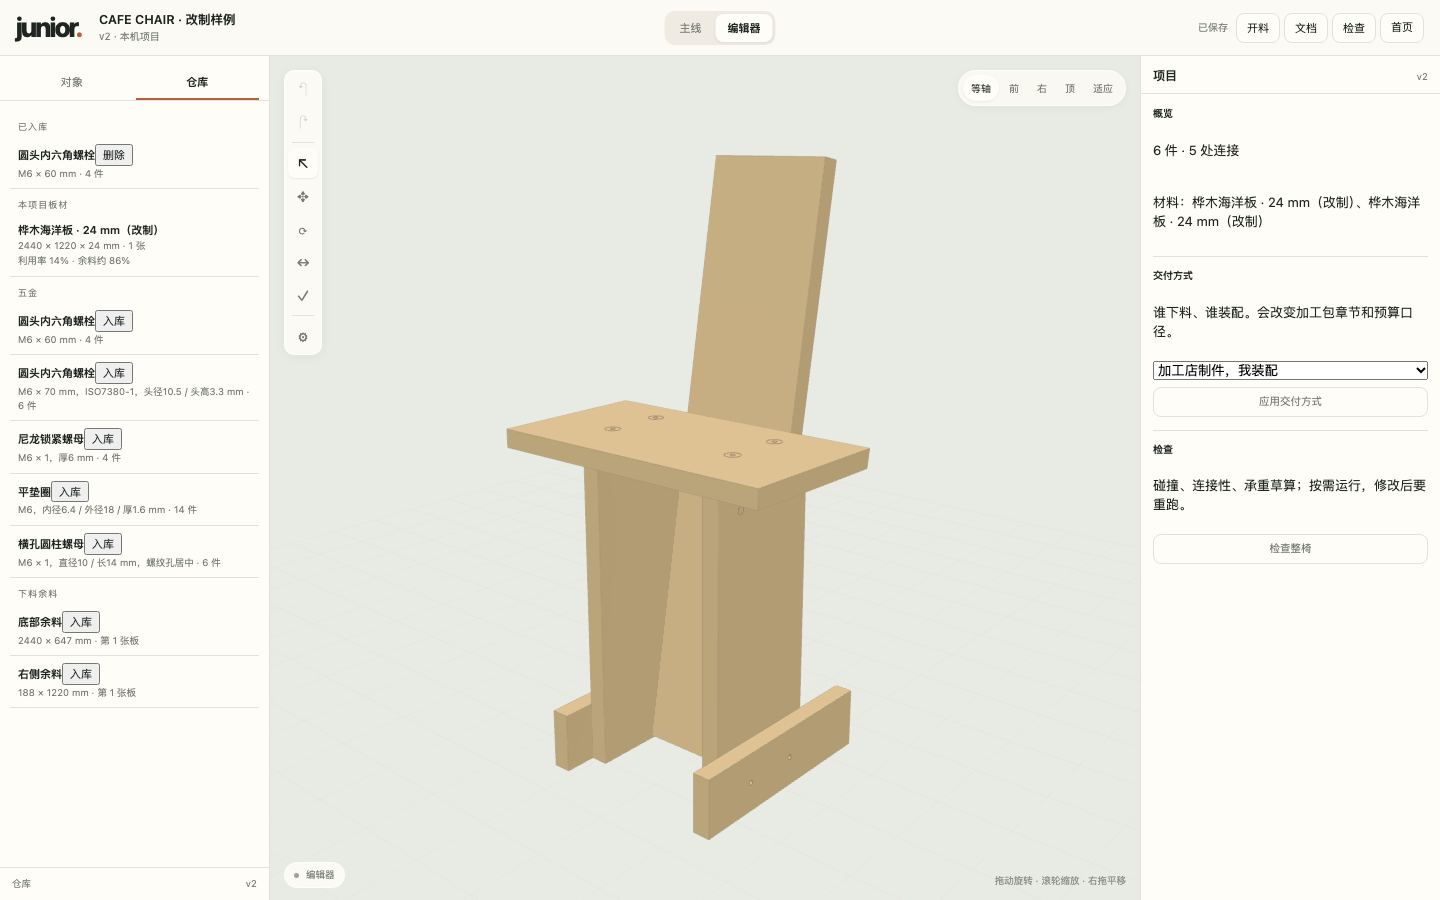 junior.
CAFE CHAIR · 改制样例
v2 · 本机项目
主线
编辑器
已保存
开料
文档
检查
首页
对象
仓库
已入库
圆头内六角螺栓 删除
M6 × 60 mm · 4 件
本项目板材
桦木海洋板 · 24 mm（改制）
2440 × 1220 × 24 mm · 1 张
利用率 14% · 余料约 86%
五金
圆头内六角螺栓 入库
M6 × 60 mm · 4 件
圆头内六角螺栓 入库
M6 × 70 mm，ISO7380-1，头径10.5 / 头高3.3 mm ·
6 件
尼龙锁紧螺母 入库
M6 × 1，厚6 mm · 4 件
平垫圈 入库
M6，内径6.4 / 外径18 / 厚1.6 mm · 14 件
横孔圆柱螺母 入库
M6 × 1，直径10 / 长14 mm，螺纹孔居中 · 6 件
下料余料
底部余料 入库
2440 × 647 mm · 第 1 张板
右侧余料 入库
188 × 1220 mm · 第 1 张板
仓库
v2
等轴
前
右
顶
适应
编辑器
拖动旋转 · 滚轮缩放 · 右拖平移
项目
v2
概览
6 件 · 5 处连接
材料：桦木海洋板 · 24 mm（改制）、桦木海洋
板 · 24 mm（改制）
交付方式
谁下料、谁装配。会改变加工包章节和预算口
径。
加工店制件，我装配
应用交付方式
检查
碰撞、连接性、承重草算；按需运行，修改后要
重跑。
检查整椅